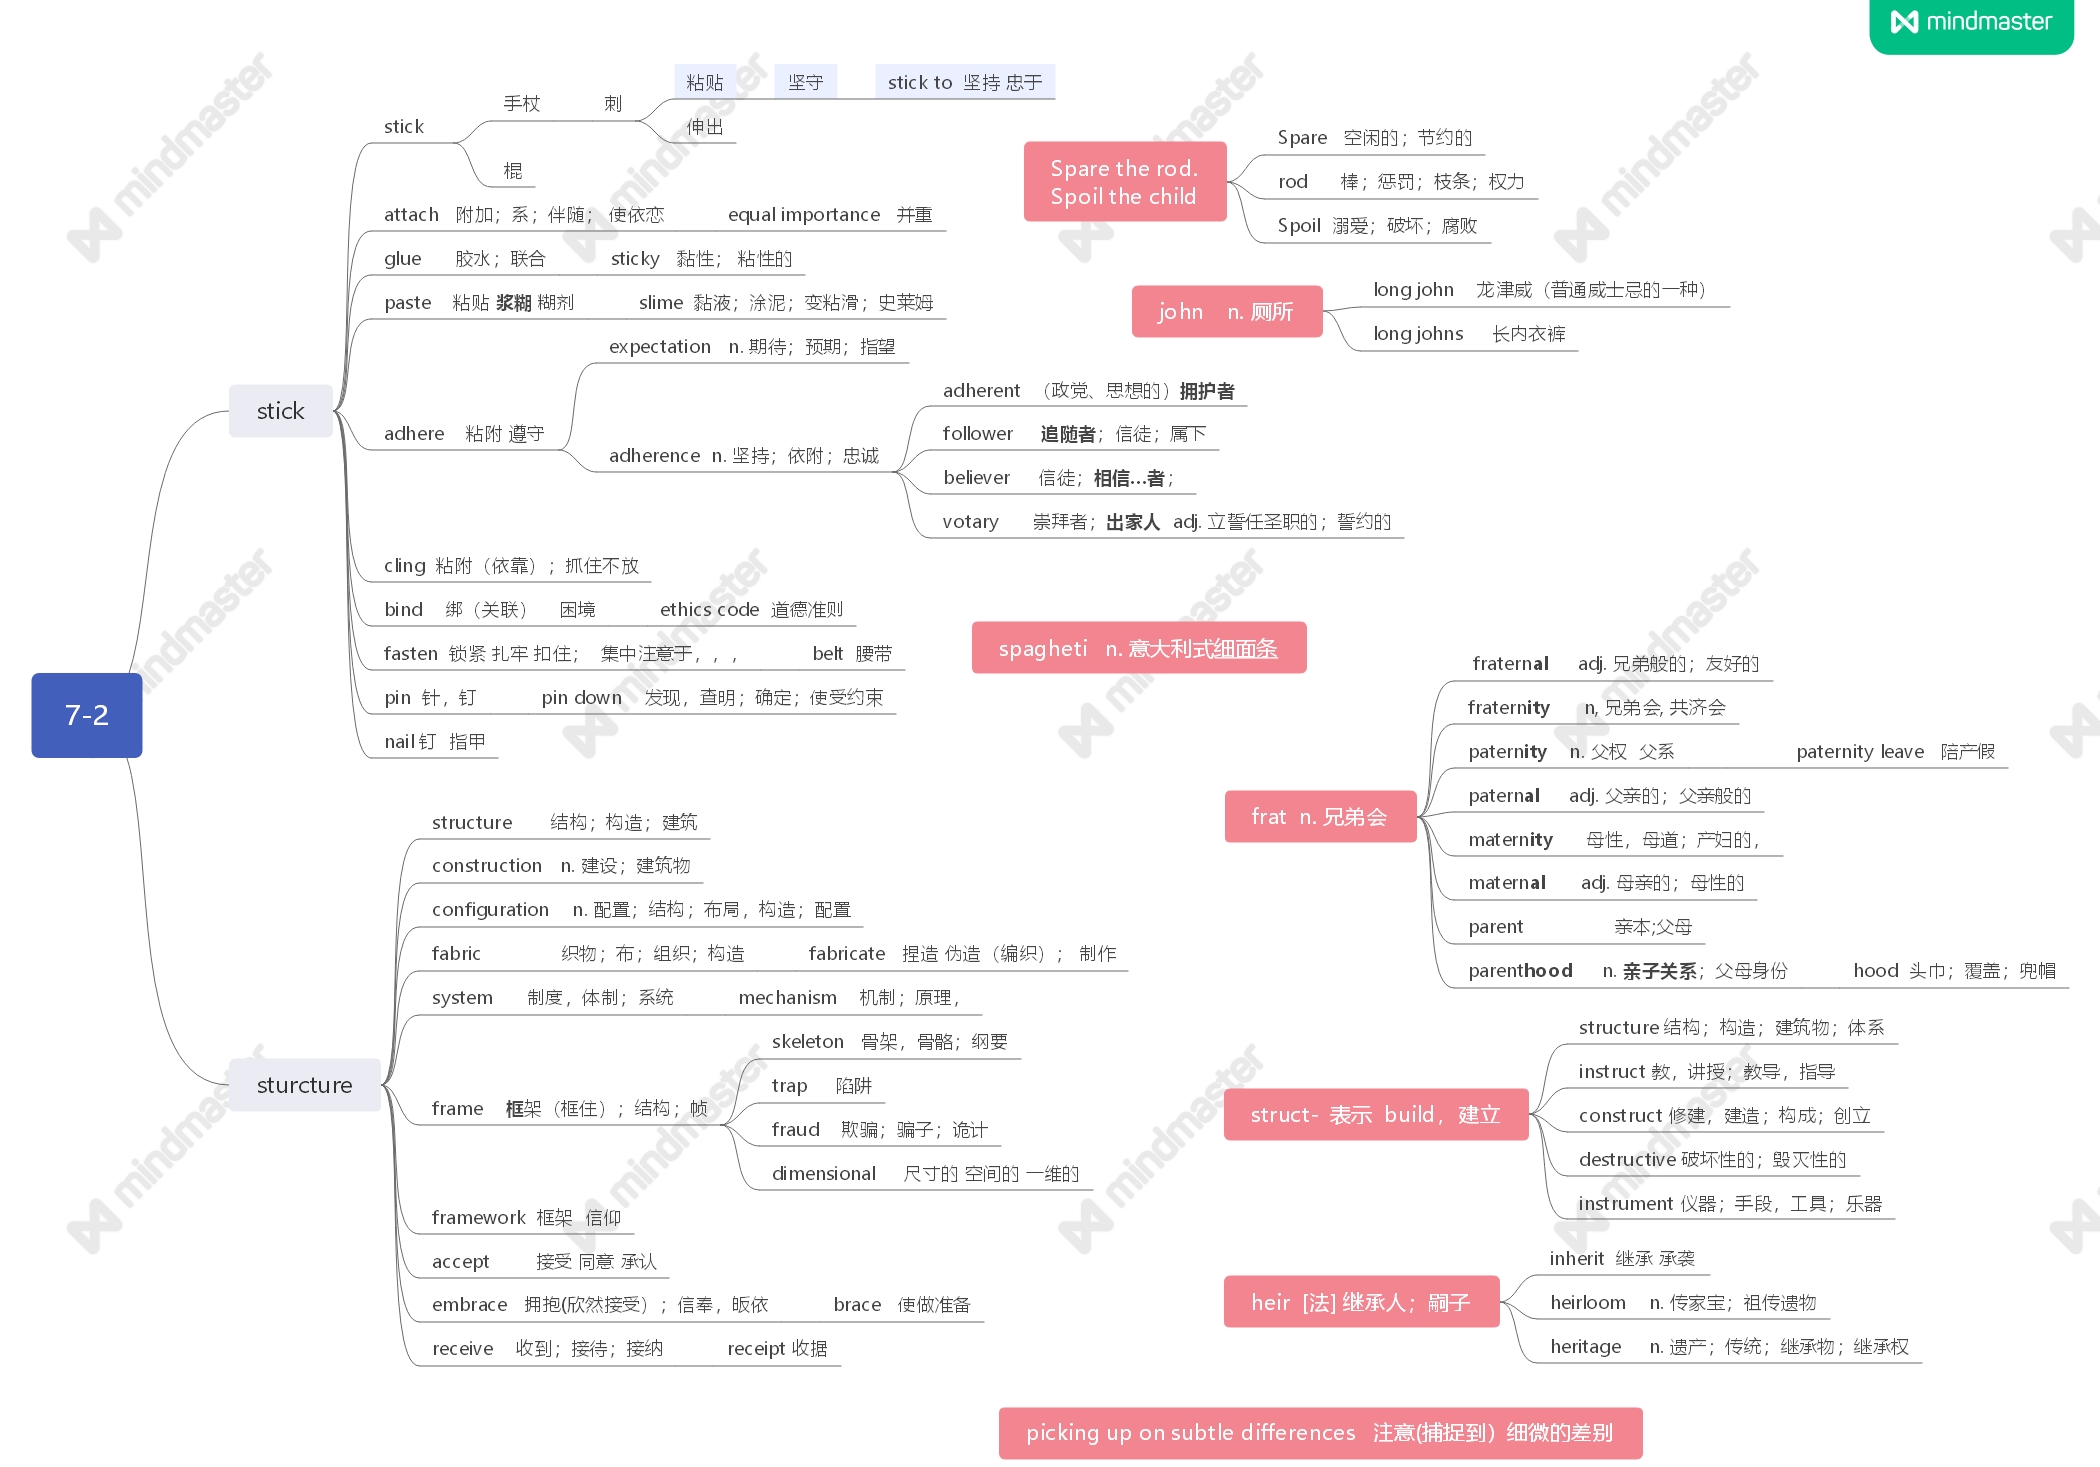 mindmaster
7-2
stick
stick
手杖 刺
粘贴 坚守 stick to 坚持 忠于
伸出
棍
attach 附加；系；伴随； 使依恋 equal importance 并重
glue 胶水；联合 sticky 黏性； 粘性的
paste 粘贴 浆糊 糊剂 slime 黏液；涂泥；变粘滑；史莱姆
adhere 粘附 遵守
expectation n. 期待；预期；指望
adherence n. 坚持；依附；忠诚
adherent （政党、思想的）拥护者
follower 追随者；信徒；属下
believer 信徒；相信…者；
votary 崇拜者；出家人 adj. 立誓任圣职的；誓约的
cling 粘附（依靠）；抓住不放
bind 绑（关联） 困境 ethics code 道德准则
fasten 锁紧 扎牢 扣住； 集中注意于，，， belt 腰带
pin 针，钉 pin down 发现，查明；确定；使受约束
nail 钉 指甲
sturcture
structure 结构；构造；建筑
construction n. 建设；建筑物
configuration n. 配置；结构；布局，构造；配置
fabric 织物；布；组织；构造 fabricate 捏造 伪造（编织）； 制作
system 制度，体制；系统 mechanism 机制；原理，
frame 框架（框住）；结构；帧
skeleton 骨架，骨骼；纲要
trap 陷阱
fraud 欺骗；骗子；诡计
dimensional 尺寸的 空间的 一维的
framework 框架 信仰
accept 接受 同意 承认
embrace 拥抱(欣然接受）；信奉，皈依 brace 使做准备
receive 收到；接待；接纳 receipt 收据
Spare the rod.
Spoil the child
Spare 空闲的；节约的
rod 棒；惩罚；枝条；权力
Spoil 溺爱；破坏；腐败
john n. 厕所
long john 龙津威（普通威士忌的一种）
long johns 长内衣裤
spagheti n. 意大利式细面条
frat n. 兄弟会
fraternal adj. 兄弟般的；友好的
fraternity n, 兄弟会, 共济会
paternity n. 父权 父系 paternity leave 陪产假
paternal adj. 父亲的；父亲般的
maternity 母性，母道；产妇的，
maternal adj. 母亲的；母性的
parent 亲本;父母
parenthood n. 亲子关系；父母身份 hood 头巾；覆盖；兜帽
struct- 表示 build，建立
structure 结构；构造；建筑物；体系
instruct 教，讲授；教导，指导
construct 修建，建造；构成；创立
destructive 破坏性的；毁灭性的
instrument 仪器；手段，工具；乐器
heir [法] 继承人；嗣子
inherit 继承 承袭
heirloom n. 传家宝；祖传遗物
heritage n. 遗产；传统；继承物；继承权
picking up on subtle differences 注意(捕捉到）细微的差别